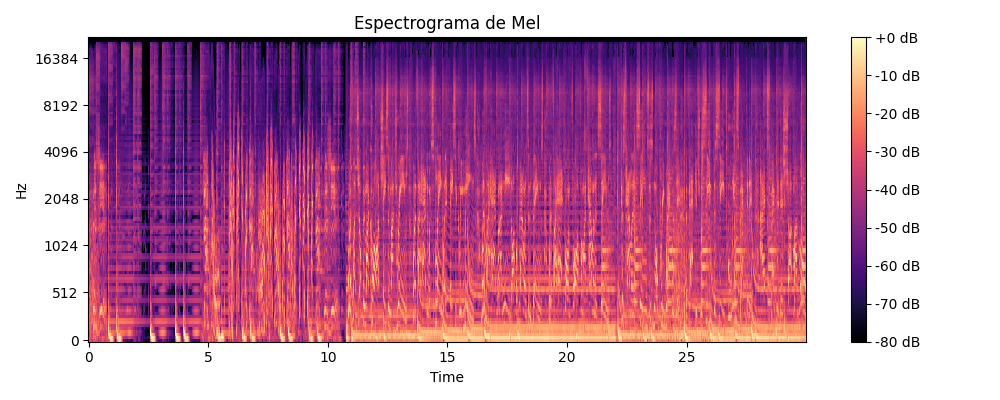 Espectrograma de Mel
16384
8192
4096
2048
1024
512
0
Hz
0 5 10 15 20 25
Time
+0 dB
-10 dB
-20 dB
-30 dB
-40 dB
-50 dB
-60 dB
-70 dB
-80 dB